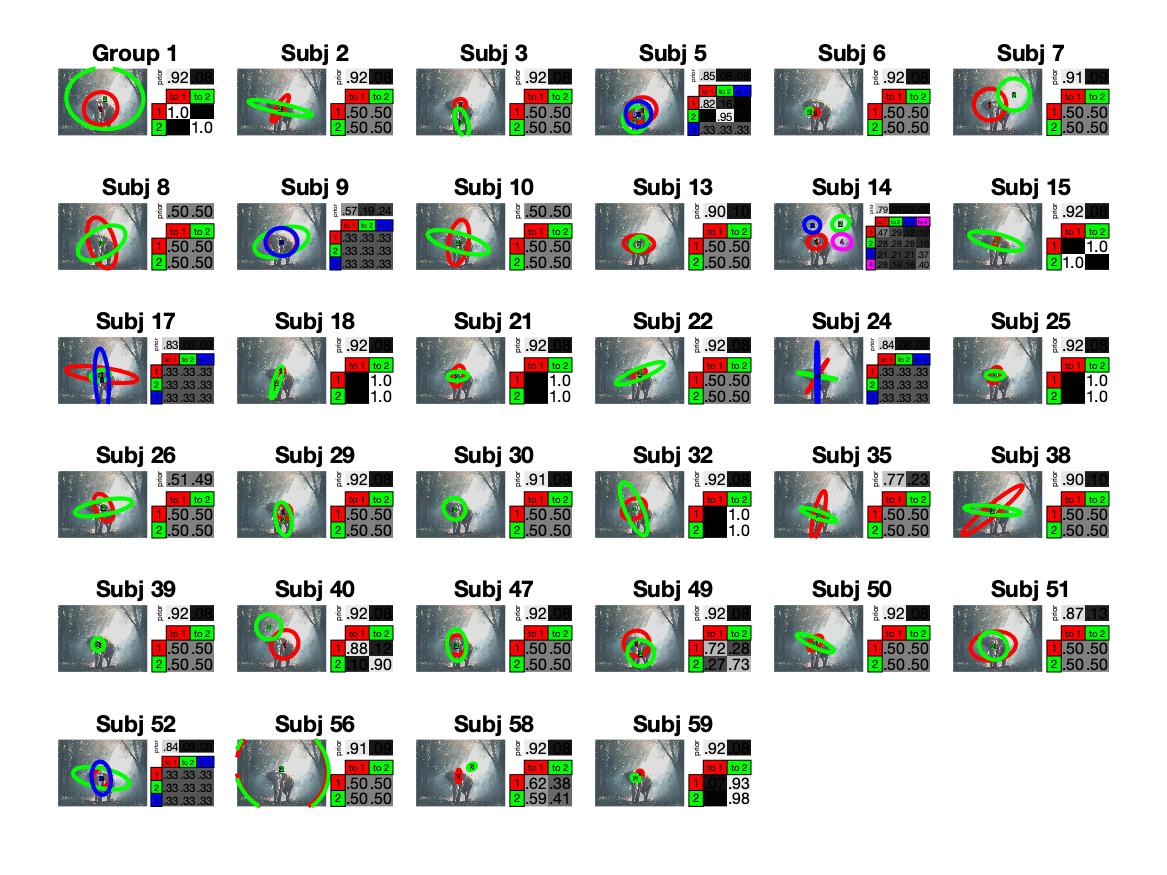 Group 1
prior .92 .08
to 1 to 2
1 1.0
2 1.0
Subj 2
prior .92 .08
to 1 to 2
1 .50 .50
2 .50 .50
Subj 3
prior .92 .08
to 1 to 2
1 .50 .50
2 .50 .50
Subj 5
prior .85 .08 .08
to 1 to 2
1 .82 .16
2 .95
.33 .33 .33
Subj 6
prior .92 .08
to 1 to 2
1 .50 .50
2 .50 .50
Subj 7
prior .91 .09
to 1 to 2
1 .50 .50
2 .50 .50
Subj 8
prior .50 .50
to 1 to 2
1 .50 .50
2 .50 .50
Subj 9
prior .57 .19 .24
to 1 to 2
1 .33 .33 .33
2 .33 .33 .33
3 .33 .33 .33
Subj 10
prior .50 .50
to 1 to 2
1 .50 .50
2 .50 .50
Subj 13
prior .90 .10
to 1 to 2
1 .50 .50
2 .50 .50
Subj 14
prior .79
.47 .29 .12 .12
.28 .28 .28 .16
.21 .21 .21 .37
.28 .16 .16 .40
Subj 15
prior .92 .08
to 1 to 2
1 1.0
2 1.0
Subj 17
prior .83 .09 .09
to 1 to 2
1 .33 .33 .33
2 .33 .33 .33
3 .33 .33 .33
Subj 18
prior .92 .08
to 1 to 2
1 1.0
2 1.0
Subj 21
prior .92 .08
to 1 to 2
1 1.0
2 1.0
Subj 22
prior .92 .08
to 1 to 2
1 .50 .50
2 .50 .50
Subj 24
prior .84 .08 .09
to 1 to 2
1 .33 .33 .33
2 .33 .33 .33
3 .33 .33 .33
Subj 25
prior .92 .08
to 1 to 2
1 1.0
2 1.0
Subj 26
prior .51 .49
to 1 to 2
1 .50 .50
2 .50 .50
Subj 29
prior .92 .08
to 1 to 2
1 .50 .50
2 .50 .50
Subj 30
prior .91 .09
to 1 to 2
1 .50 .50
2 .50 .50
Subj 32
prior .92 .08
to 1 to 2
1 1.0
2 1.0
Subj 35
prior .77 .23
to 1 to 2
1 .50 .50
2 .50 .50
Subj 38
prior .90 .10
to 1 to 2
1 .50 .50
2 .50 .50
Subj 39
prior .92 .08
to 1 to 2
1 .50 .50
2 .50 .50
Subj 40
prior .92 .08
to 1 to 2
1 .88 .12
2 .10 .90
Subj 47
prior .92 .08
to 1 to 2
1 .50 .50
2 .50 .50
Subj 49
prior .92 .08
to 1 to 2
1 .72 .28
2 .27 .73
Subj 50
prior .92 .08
to 1 to 2
1 .50 .50
2 .50 .50
Subj 51
prior .87 .13
to 1 to 2
1 .50 .50
2 .50 .50
Subj 52
prior .84 .08 .08
to 1 to 2
1 .33 .33 .33
2 .33 .33 .33
3 .33 .33 .33
Subj 56
prior .91 .09
to 1 to 2
1 .50 .50
2 .50 .50
Subj 58
prior .92 .08
to 1 to 2
1 .62 .38
2 .59 .41
Subj 59
prior .92 .08
to 1 to 2
1 .07 .93
2 .98